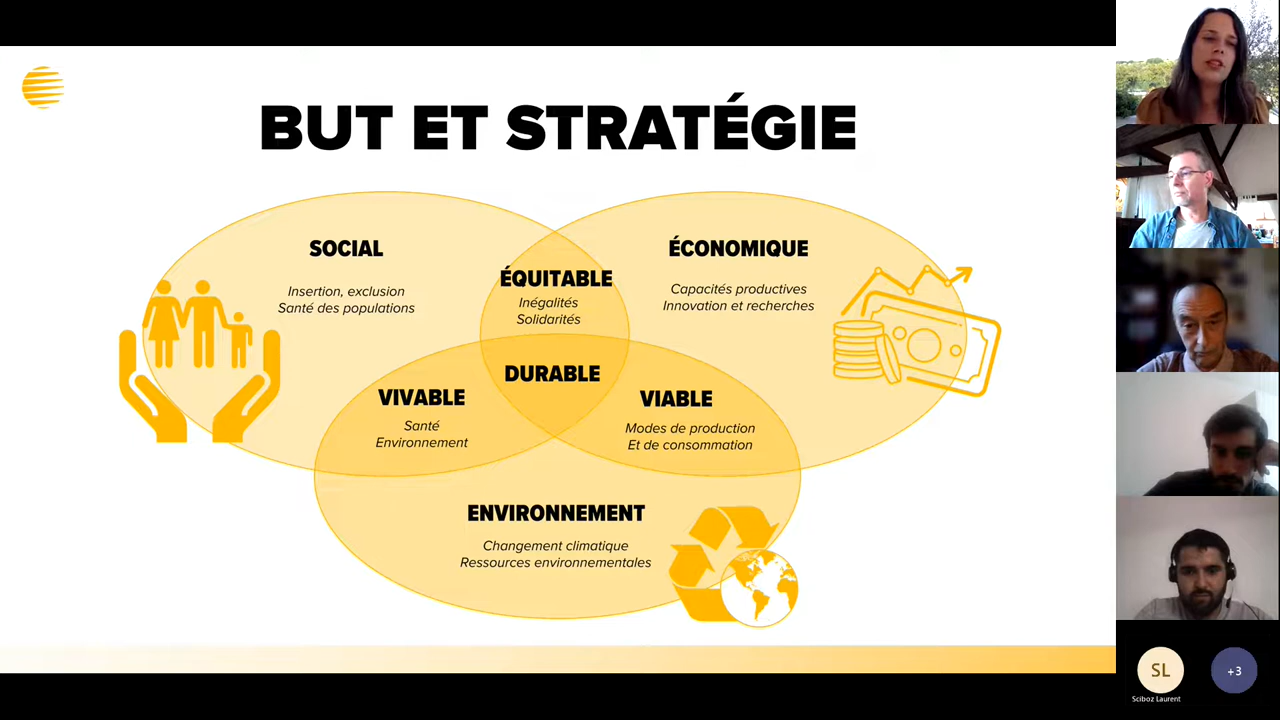 BUT ET STRATÉGIE
SOCIAL
Insertion, exclusion
Santé des populations
ÉQUITABLE
Inégalités
Solidarités
ÉCONOMIQUE
Capacités productives
Innovation et recherches
DURABLE
VIVABLE
Santé
Environnement
VIABLE
Modes de production
Et de consommation
ENVIRONNEMENT
Changement climatique
Ressources environnementales
SL
+3
Sciboz Laurent